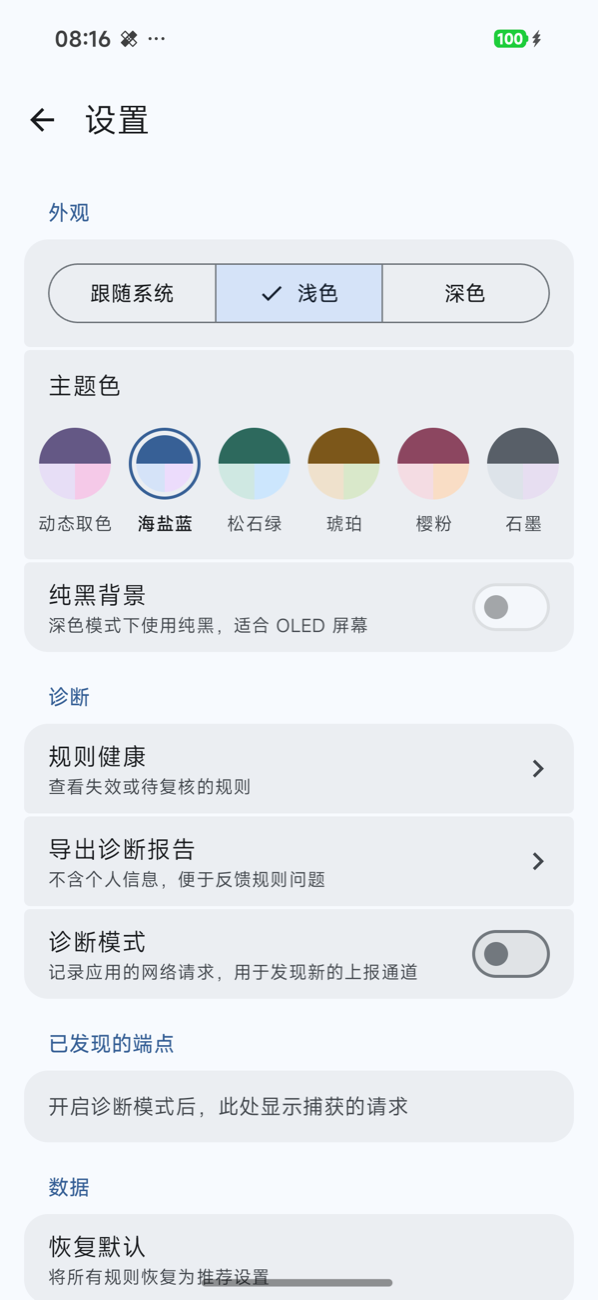 08:16 ···
100
设置
外观
跟随系统 浅色 深色
主题色
动态取色 海盐蓝 松石绿 琥珀 樱粉 石墨
纯黑背景
深色模式下使用纯黑，适合 OLED 屏幕
诊断
规则健康
查看失效或待复核的规则
导出诊断报告
不含个人信息，便于反馈规则问题
诊断模式
记录应用的网络请求，用于发现新的上报通道
已发现的端点
开启诊断模式后，此处显示捕获的请求
数据
恢复默认
将所有规则恢复为推荐设置